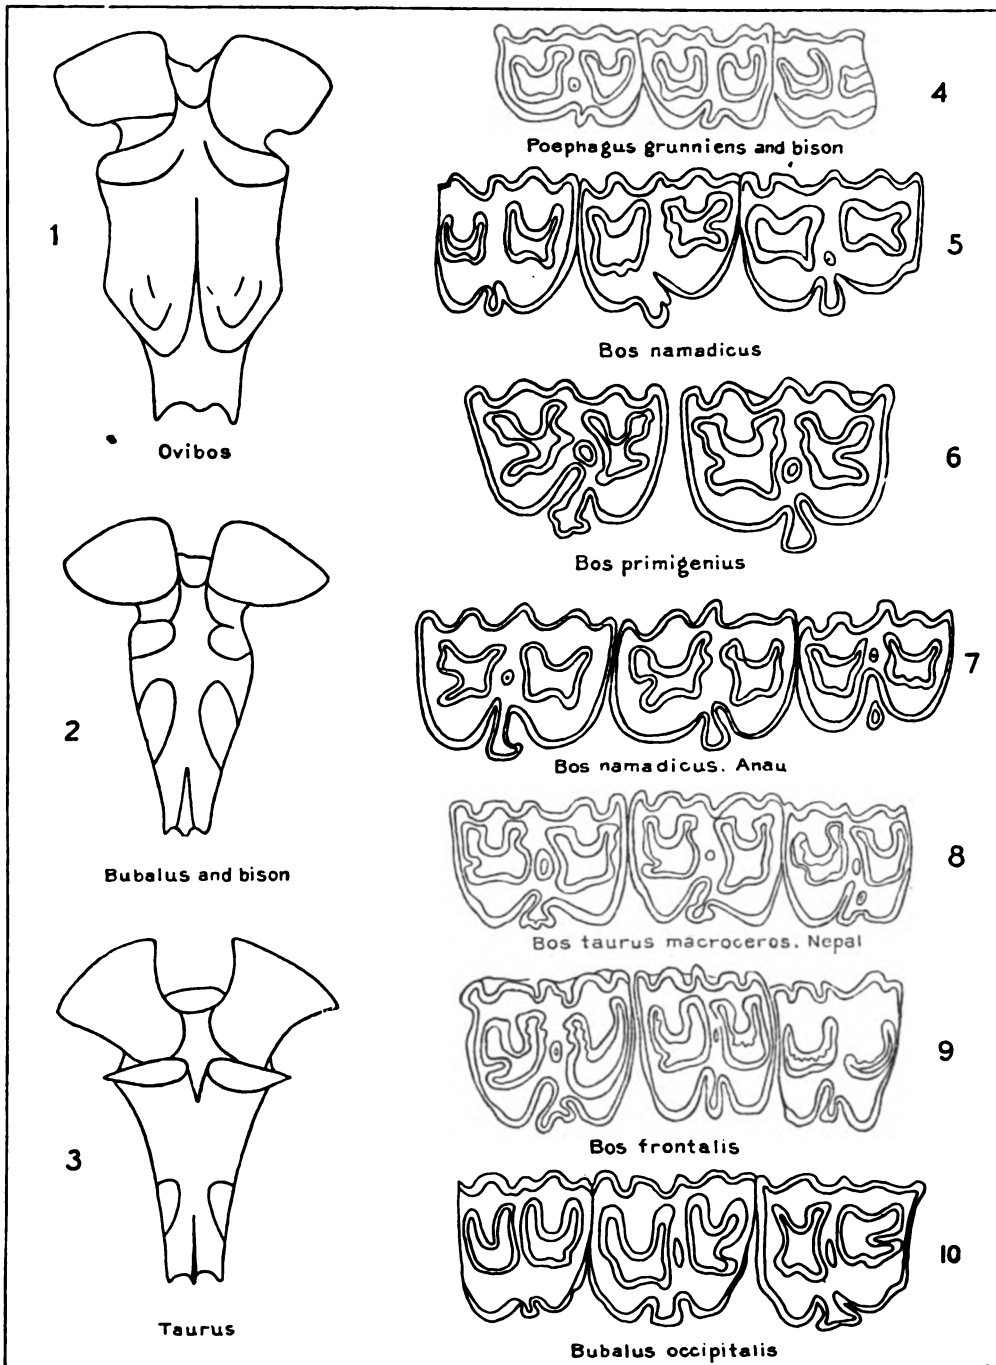 1
Ovibos
2
Bubalus and bison
3
Taurus
4
Poephagus grunniens and bison
5
Bos namadicus
6
Bos primigenius
7
Bos namadicus. Anau
8
Bos taurus macroceros. Nepal
9
Bos frontalis
10
Bubalus occipitalis